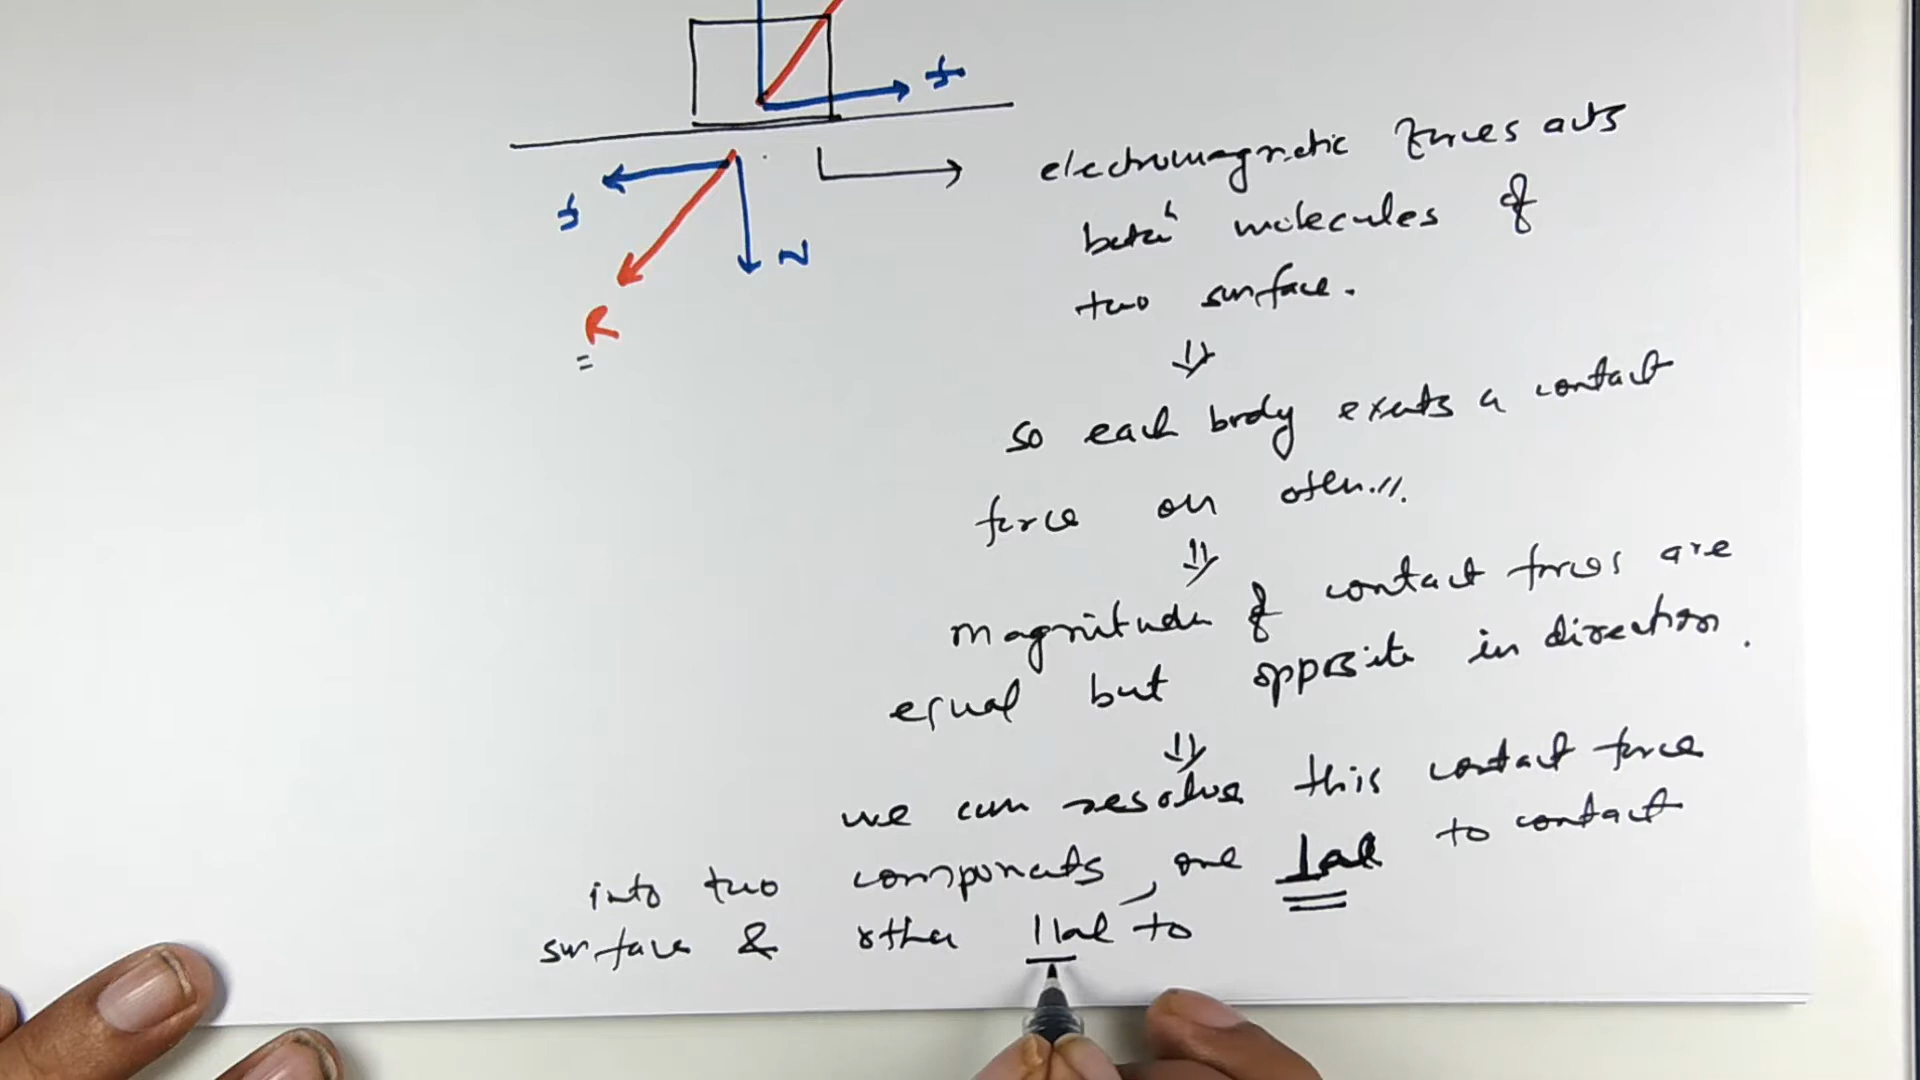 f
f
N
R
=
electromagnetic forces acts
betⁿ molecules of
two surface.
⇓
so each body exerts a contact
force on other.
⇓
magnitude of contact forces are
equal but opposite in direction.
⇓
we can resolve this contact force
into two components, one ⊥al to contact
surface & other ||al to